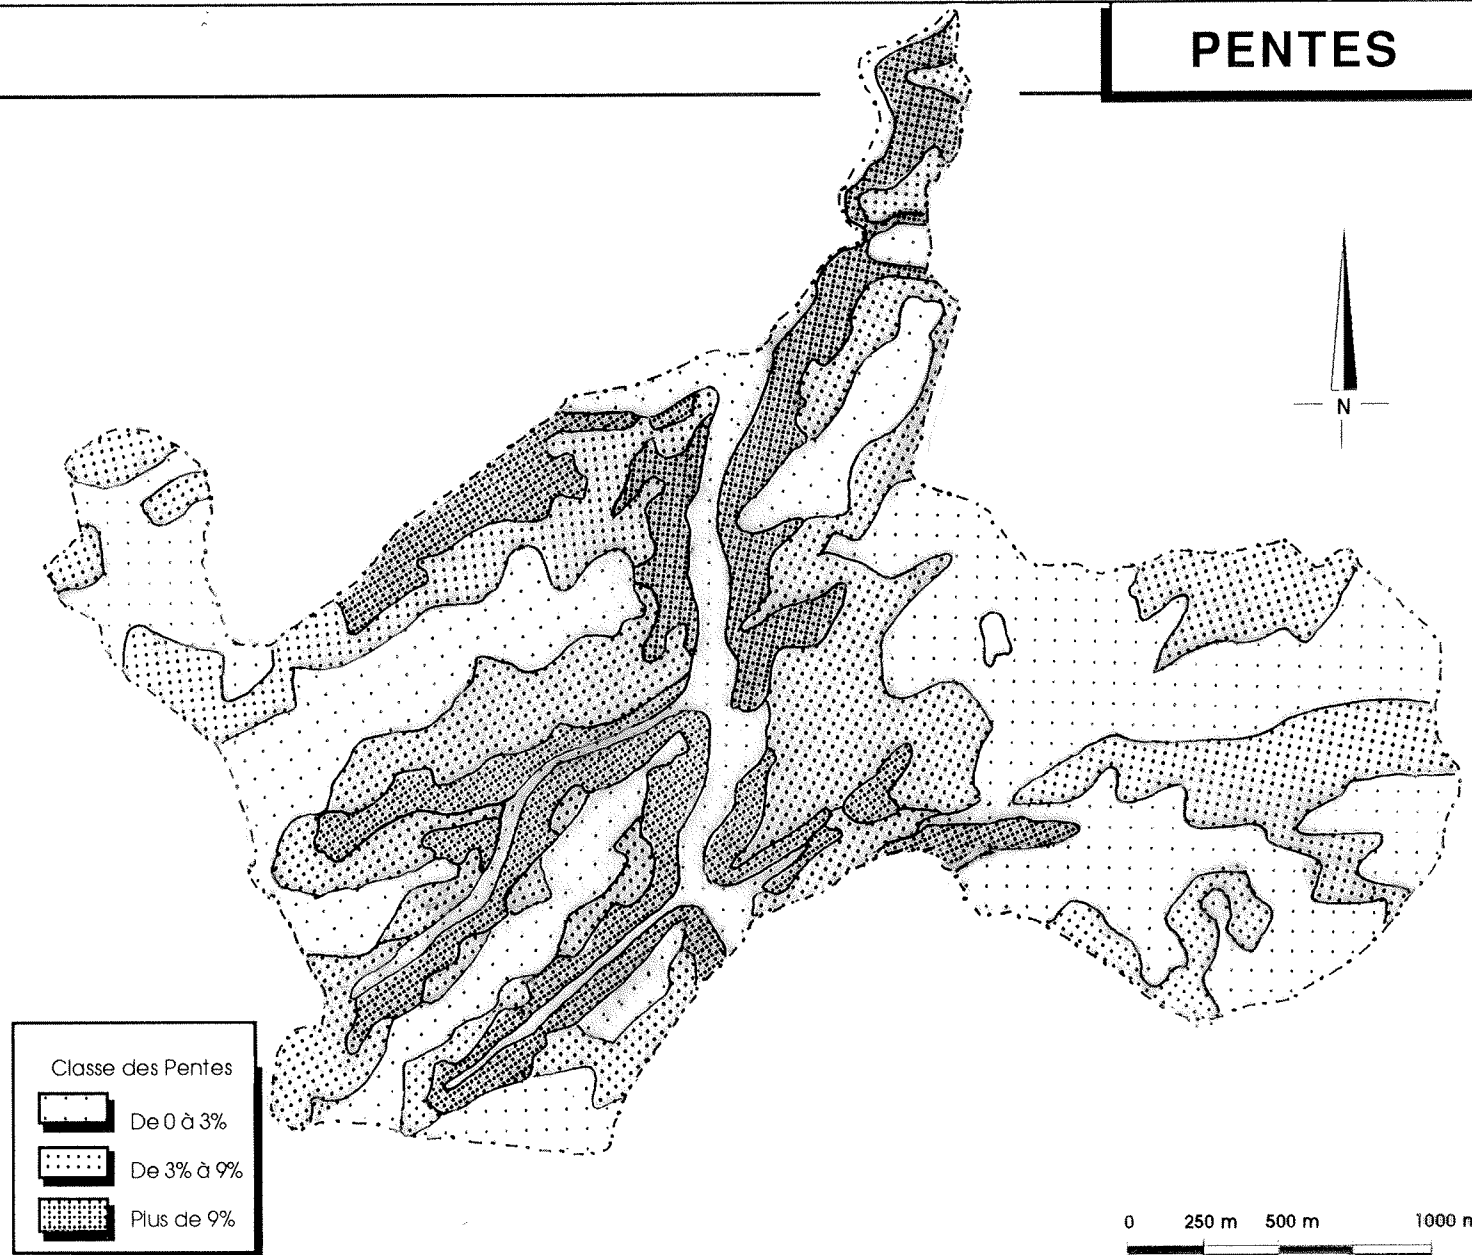 PENTES
N
Classe des Pentes
De 0 à 3%
De 3% à 9%
Plus de 9%
0 250 m 500 m 1000 m